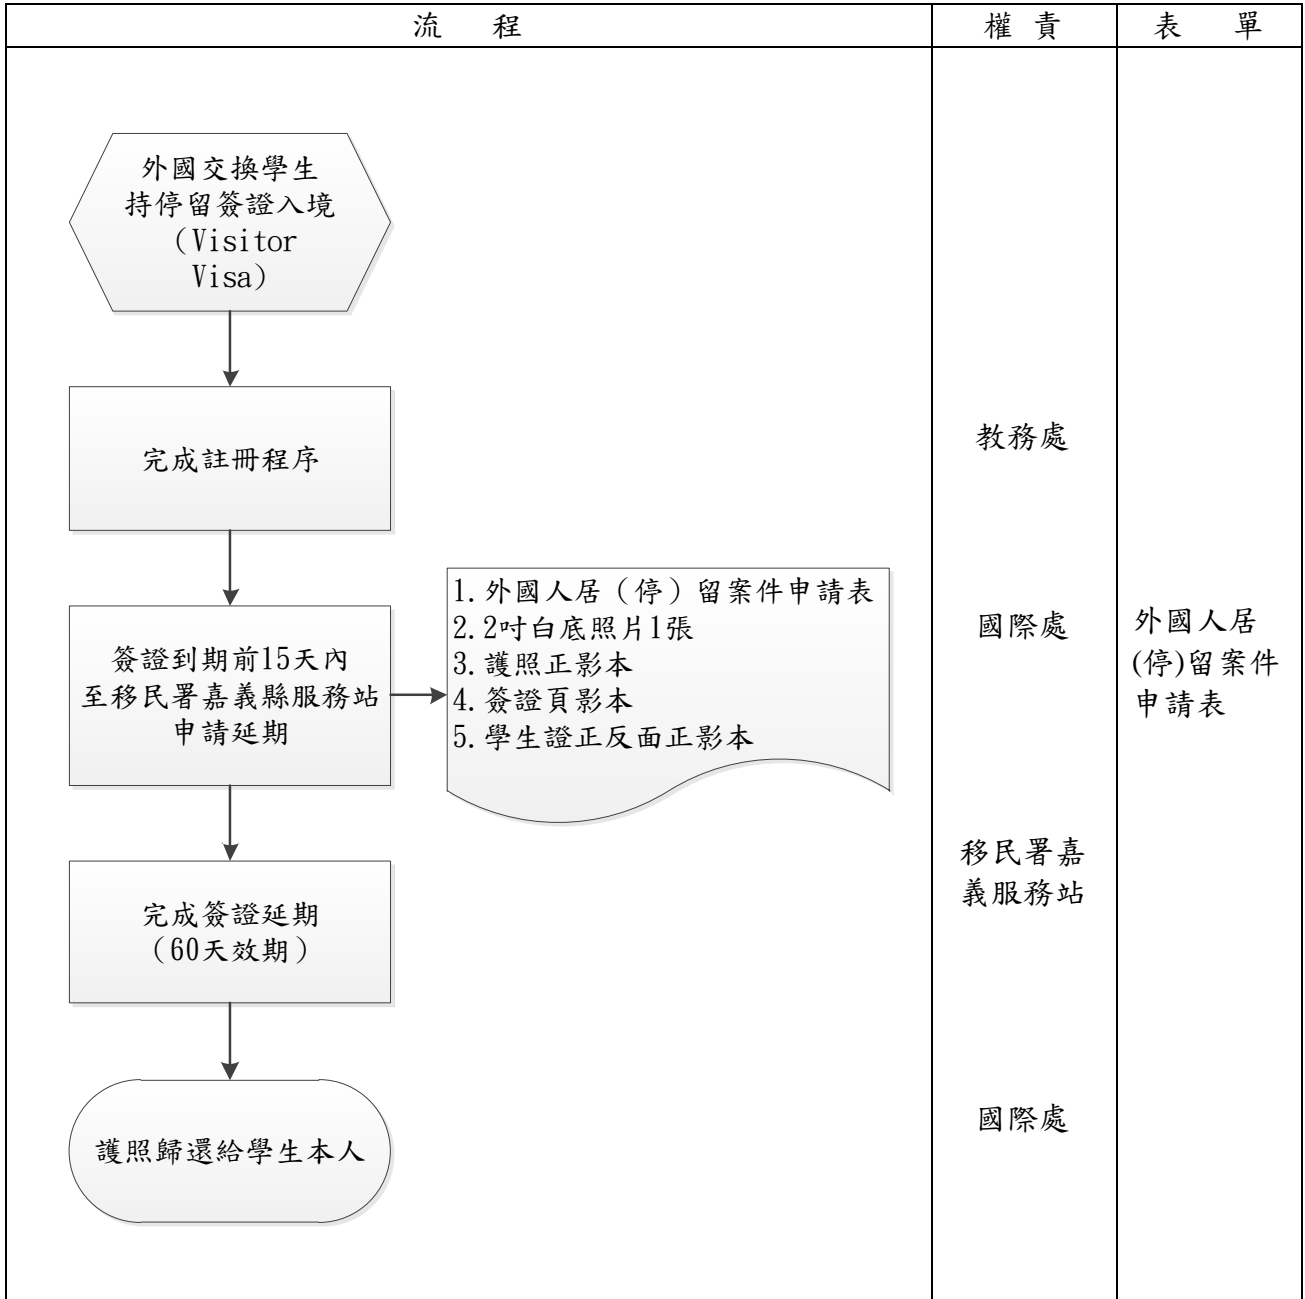 流 程
權 責
表 單
外國交換學生
持停留簽證入境
（Visitor
Visa）
完成註冊程序
教務處
簽證到期前15天內
至移民署嘉義縣服務站
申請延期
1.外國人居（停）留案件申請表
2.2吋白底照片1張
3.護照正影本
4.簽證頁影本
5.學生證正反面正影本
國際處
外國人居
(停)留案件
申請表
完成簽證延期
（60天效期）
移民署嘉
義服務站
護照歸還給學生本人
國際處